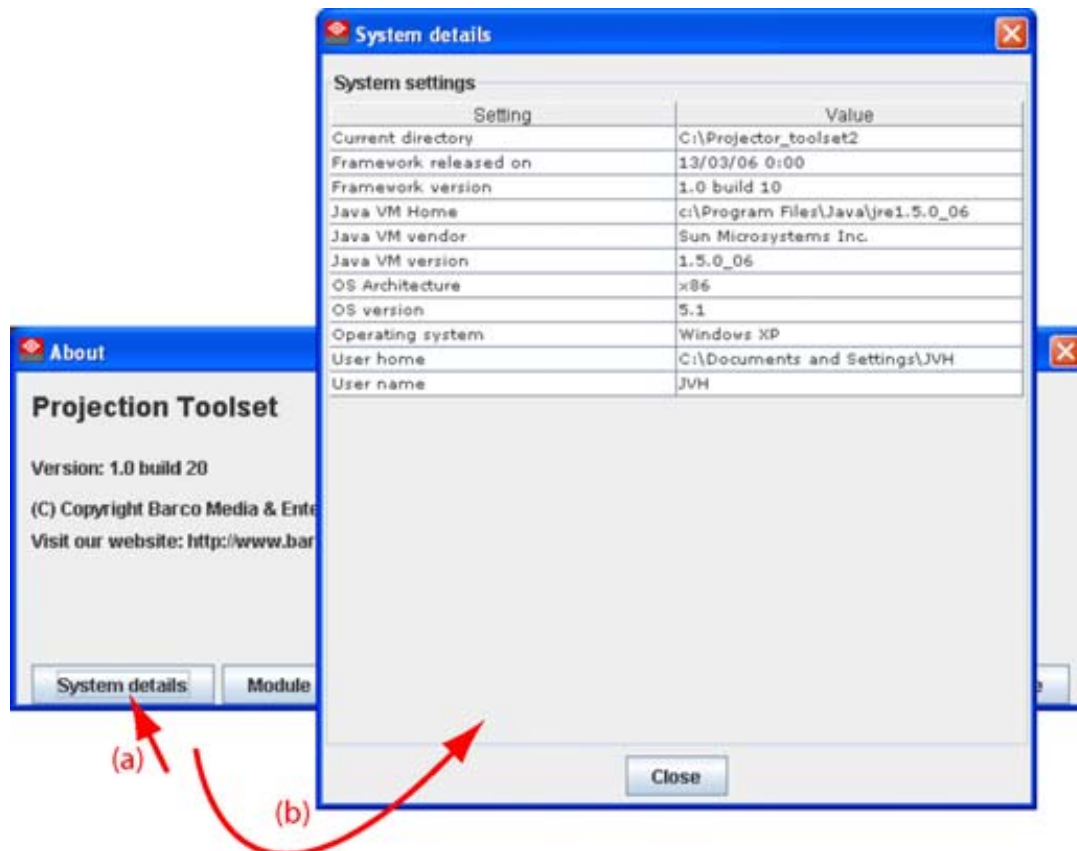 System details
System settings
Setting Value
Current directory C:\Projector_toolset2
Framework released on 13/03/06 0:00
Framework version 1.0 build 10
Java VM Home c:\Program Files\Java\jre1.5.0_06
Java VM vendor Sun Microsystems Inc.
Java VM version 1.5.0_06
OS Architecture x86
OS version 5.1
Operating system Windows XP
User home C:\Documents and Settings\JVH
User name JVH
Close
About
Projection Toolset
Version: 1.0 build 20
(C) Copyright Barco Media & Ente
Visit our website: http://www.bar
System details Module
(a)
(b)